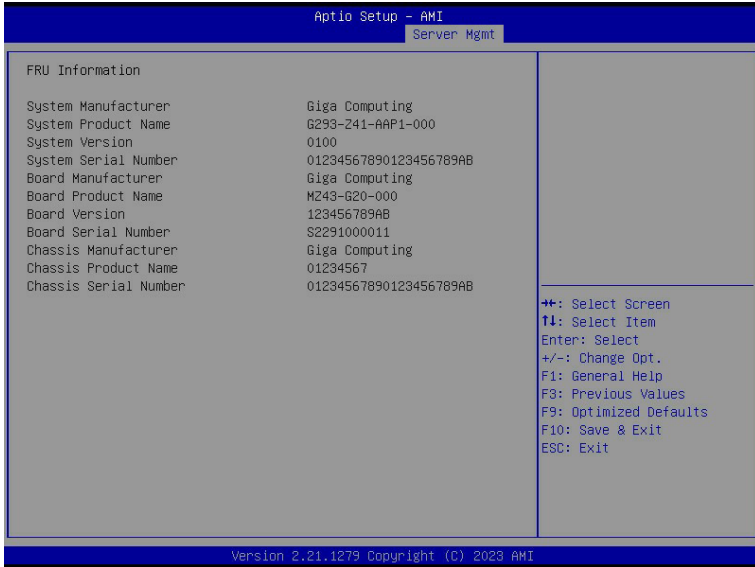 Aptio Setup – AMI
Server Mgmt
FRU Information
System Manufacturer Giga Computing
System Product Name G293-Z41-AAP1-000
System Version 0100
System Serial Number 01234567890123456789AB
Board Manufacturer Giga Computing
Board Product Name MZ43-G20-000
Board Version 123456789AB
Board Serial Number S2291000011
Chassis Manufacturer Giga Computing
Chassis Product Name 01234567
Chassis Serial Number 01234567890123456789AB
→←: Select Screen
↑↓: Select Item
Enter: Select
+/-: Change Opt.
F1: General Help
F3: Previous Values
F9: Optimized Defaults
F10: Save & Exit
ESC: Exit
Version 2.21.1279 Copyright (C) 2023 AMI